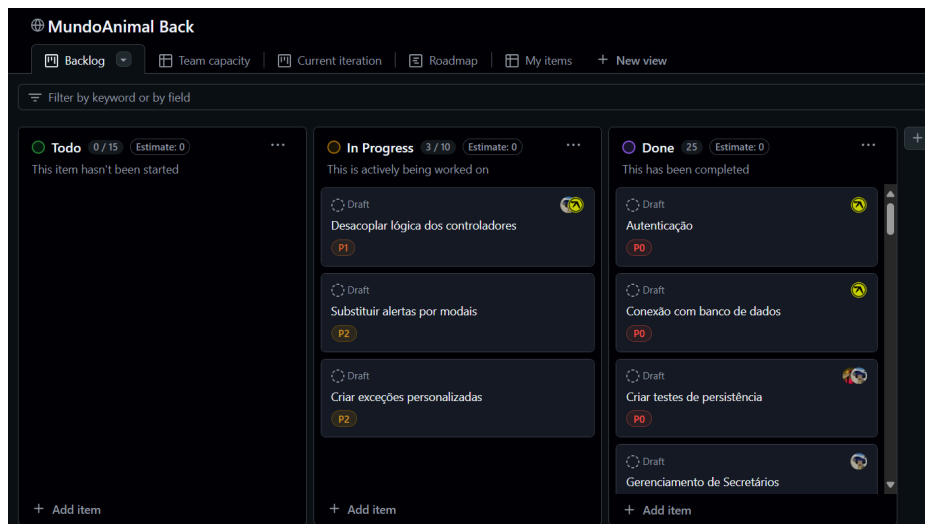 MundoAnimal Back
Backlog
Team capacity
Current iteration
Roadmap
My items
+ New view
Filter by keyword or by field
Todo 0 / 15 Estimate: 0 ...
This item hasn't been started
+ Add item
In Progress 3 / 10 Estimate: 0 ...
This is actively being worked on
Draft
Desacoplar lógica dos controladores
P1
Draft
Substituir alertas por modais
P2
Draft
Criar exceções personalizadas
P2
+ Add item
Done 25 Estimate: 0 ...
This has been completed
Draft
Autenticação
P0
Draft
Conexão com banco de dados
P0
Draft
Criar testes de persistência
P0
Draft
Gerenciamento de Secretários
+ Add item
+